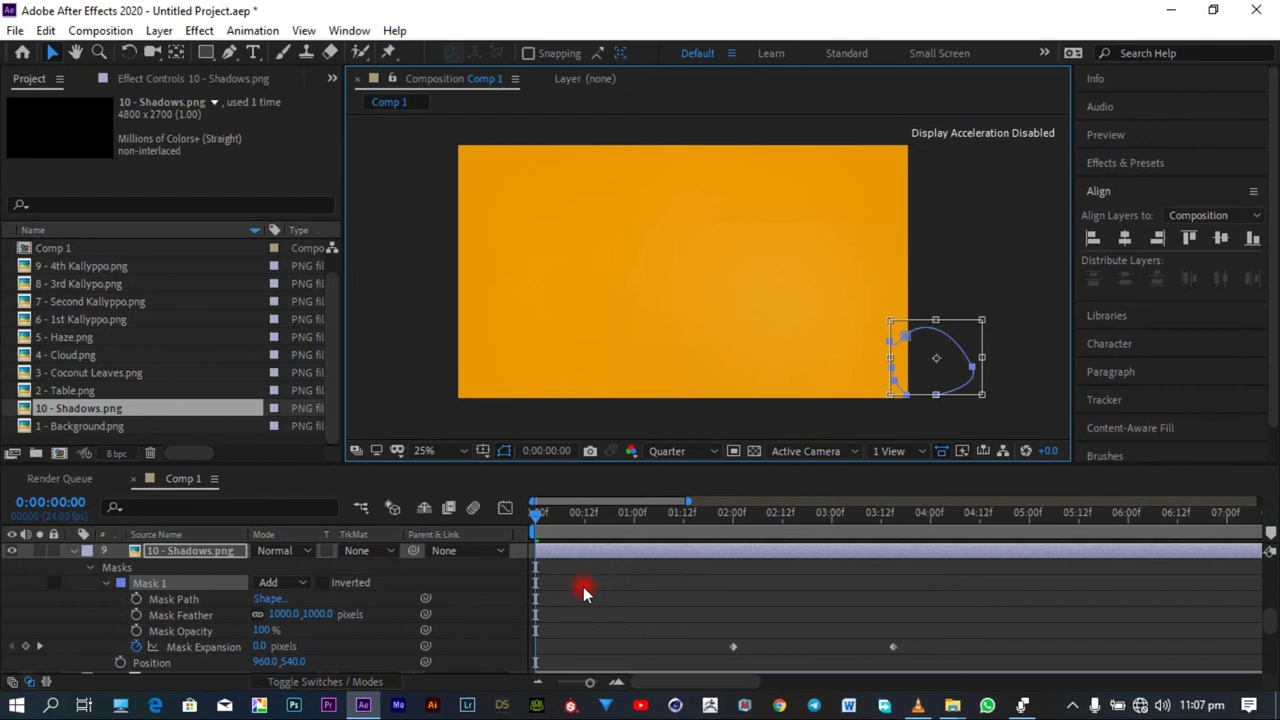 Adobe After Effects 2020 - Untitled Project.aep *
File Edit Composition Layer Effect Animation View Window Help
Snapping Default Learn Standard Small Screen Search Help
Project Effect Controls 10 - Shadows.png Composition Comp 1 Layer (none) Info
10 - Shadows.png , used 1 time
4800 x 2700 (1.00)
Millions of Colors+ (Straight)
non-interlaced
Comp 1
Display Acceleration Disabled
Audio
Preview
Effects & Presets
Align
Align Layers to: Composition
Distribute Layers:
Libraries
Character
Paragraph
Tracker
Content-Aware Fill
Brushes
Name Type
Comp 1 Compo
9 - 4th Kallyppo.png PNG fil
8 - 3rd Kallyppo.png PNG fil
7 - Second Kallyppo.png PNG fil
6 - 1st Kallyppo.png PNG fil
5 - Haze.png PNG fil
4 - Cloud.png PNG fil
3 - Coconut Leaves.png PNG fil
2 - Table.png PNG fil
10 - Shadows.png PNG fil
1 - Background.png PNG fil
8 bpc 25% 0:00:00:00 Quarter Active Camera 1 View +0.0
Render Queue Comp 1
0:00:00:00
00000 (24.00 fps)
:00f 00:12f 01:00f 01:12f 02:00f 02:12f 03:00f 03:12f 04:00f 04:12f 05:00f 05:12f 06:00f 06:12f 07:00f
# Source Name Mode T .TrkMat Parent & Link
9 10 - Shadows.png Normal None None
Masks
Mask 1 Add Inverted
Mask Path Shape...
Mask Feather 1000.0,1000.0 pixels
Mask Opacity 100 %
Mask Expansion 0.0 pixels
Position 960.0,540.0
Toggle Switches / Modes
11:07 pm